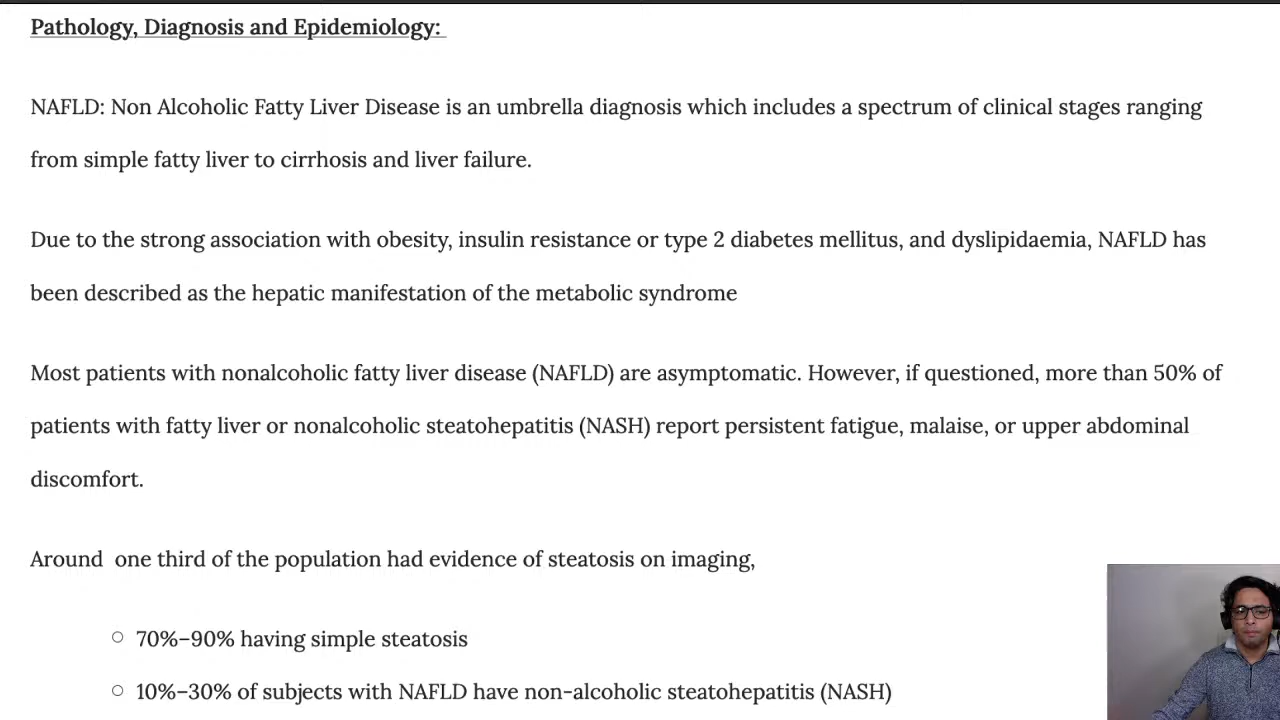 Pathology, Diagnosis and Epidemiology:
NAFLD: Non Alcoholic Fatty Liver Disease is an umbrella diagnosis which includes a spectrum of clinical stages ranging
from simple fatty liver to cirrhosis and liver failure.
Due to the strong association with obesity, insulin resistance or type 2 diabetes mellitus, and dyslipidaemia, NAFLD has
been described as the hepatic manifestation of the metabolic syndrome
Most patients with nonalcoholic fatty liver disease (NAFLD) are asymptomatic. However, if questioned, more than 50% of
patients with fatty liver or nonalcoholic steatohepatitis (NASH) report persistent fatigue, malaise, or upper abdominal
discomfort.
Around  one third of the population had evidence of steatosis on imaging,
○ 70%–90% having simple steatosis
○ 10%–30% of subjects with NAFLD have non-alcoholic steatohepatitis (NASH)